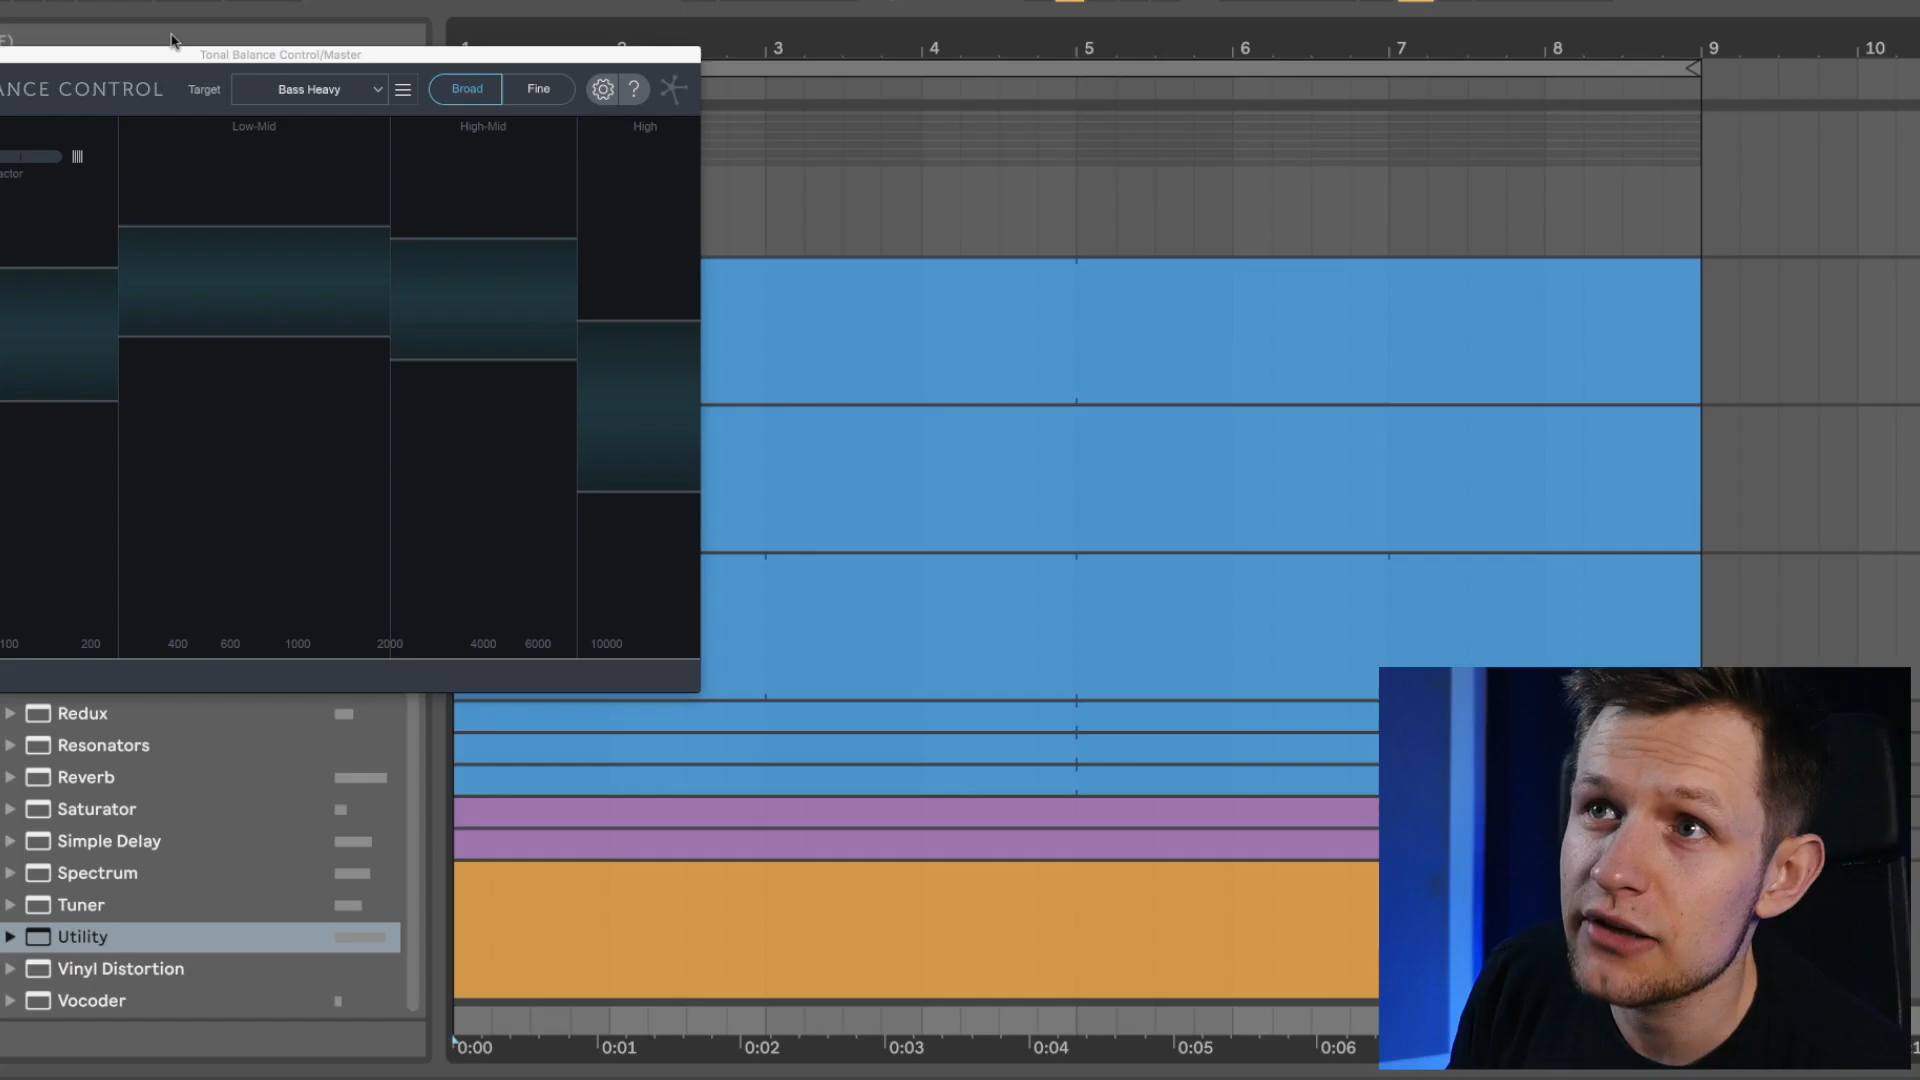 Tonal Balance Control/Master
ANCE CONTROL Target Bass Heavy Broad Fine ?
Low-Mid High-Mid High
actor
100 200 400 600 1000 2000 4000 6000 10000
3 4 5 6 7 8 9 10
Redux
Resonators
Reverb
Saturator
Simple Delay
Spectrum
Tuner
Utility
Vinyl Distortion
Vocoder
0:00 0:01 0:02 0:03 0:04 0:05 0:06